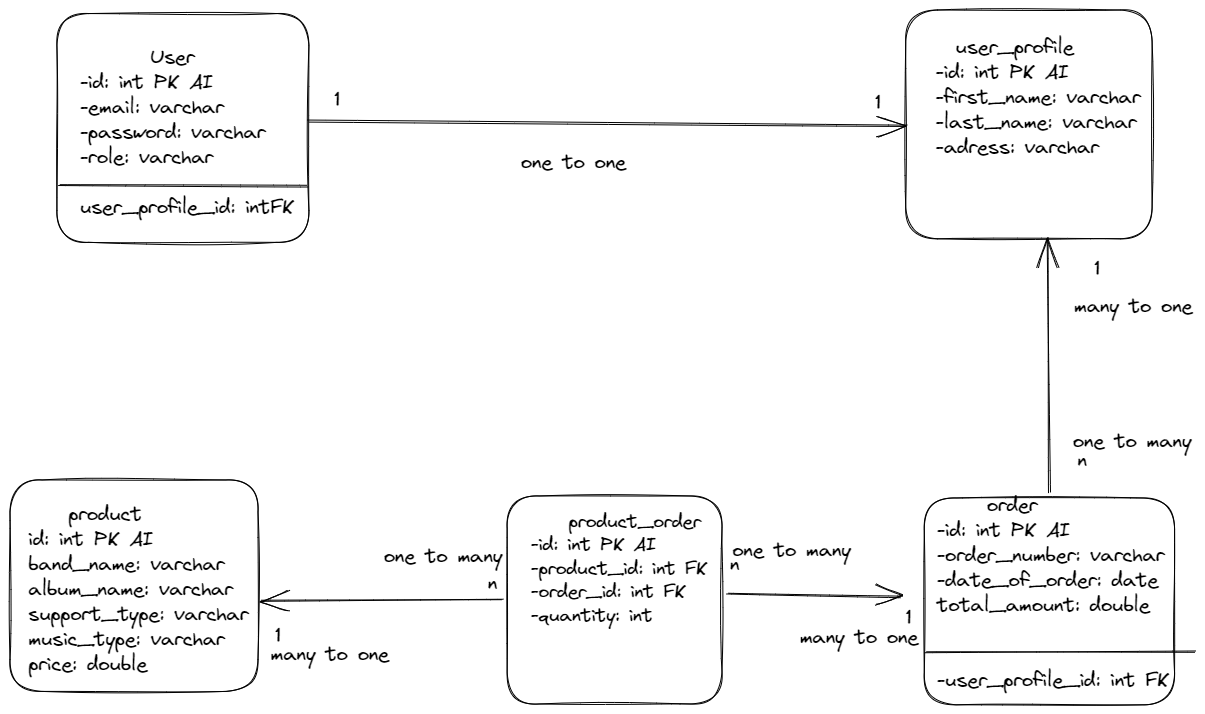 User
-id: int PK AI
-email: varchar
-password: varchar
-role: varchar
user_profile_id: intFK
1
1
one to one
user_profile
-id: int PK AI
-first_name: varchar
-last_name: varchar
-adress: varchar
1
many to one
one to many
n
product
id: int PK AI
band_name: varchar
album_name: varchar
support_type: varchar
music_type: varchar
price: double
one to many
n
1
many to one
product_order
-id: int PK AI
-product_id: int FK
-order_id: int FK
-quantity: int
one to many
n
1
many to one
order
-id: int PK AI
-order_number: varchar
-date_of_order: date
total_amount: double
-user_profile_id: int FK